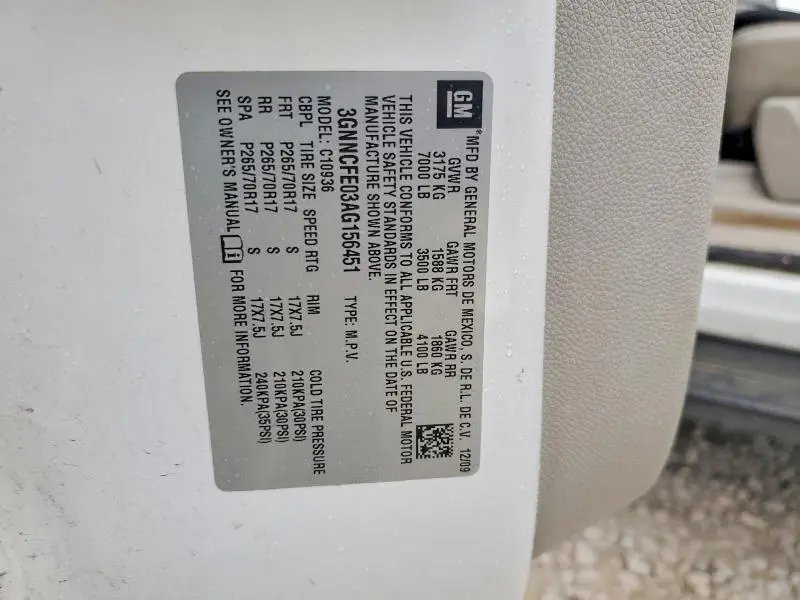 GM
® MFD BY GENERAL MOTORS DE MEXICO, S. DE R.L. DE C.V. 12/09
GVWR GAWR FRT GAWR RR
3175 KG 1588 KG 1860 KG
7000 LB 3500 LB 4100 LB
THIS VEHICLE CONFORMS TO ALL APPLICABLE U.S. FEDERAL MOTOR
VEHICLE SAFETY STANDARDS IN EFFECT ON THE DATE OF
MANUFACTURE SHOWN ABOVE.
3GNNCFE03AG156451 TYPE: M.P.V.
MODEL: C10936
CBPL TIRE SIZE SPEED RTG RIM COLD TIRE PRESSURE
FRT P265/70R17 S 17X7.5J 210KPA(30PSI)
RR P265/70R17 S 17X7.5J 210KPA(30PSI)
SPA P265/70R17 S 17X7.5J 240KPA(35PSI)
SEE OWNER'S MANUAL FOR MORE INFORMATION.